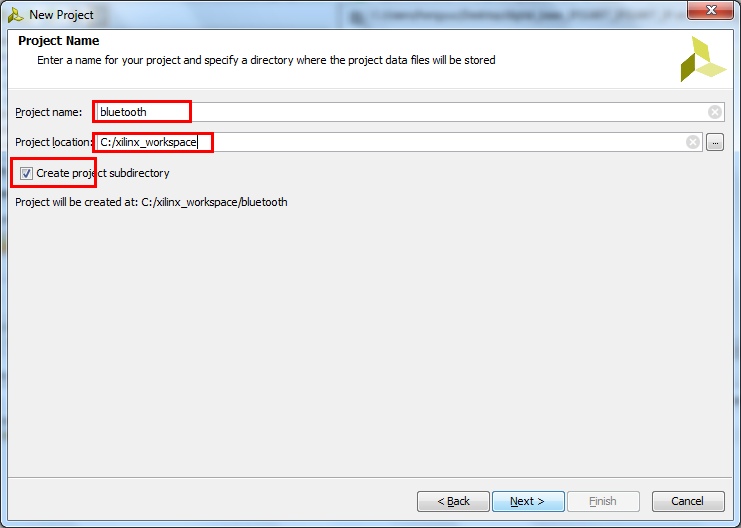 New Project
Project Name
Enter a name for your project and specify a directory where the project data files will be stored
Project name: bluetooth
Project location: C:/xilinx_workspace ...
Create project subdirectory
Project will be created at: C:/xilinx_workspace/bluetooth
< Back Next > Finish Cancel